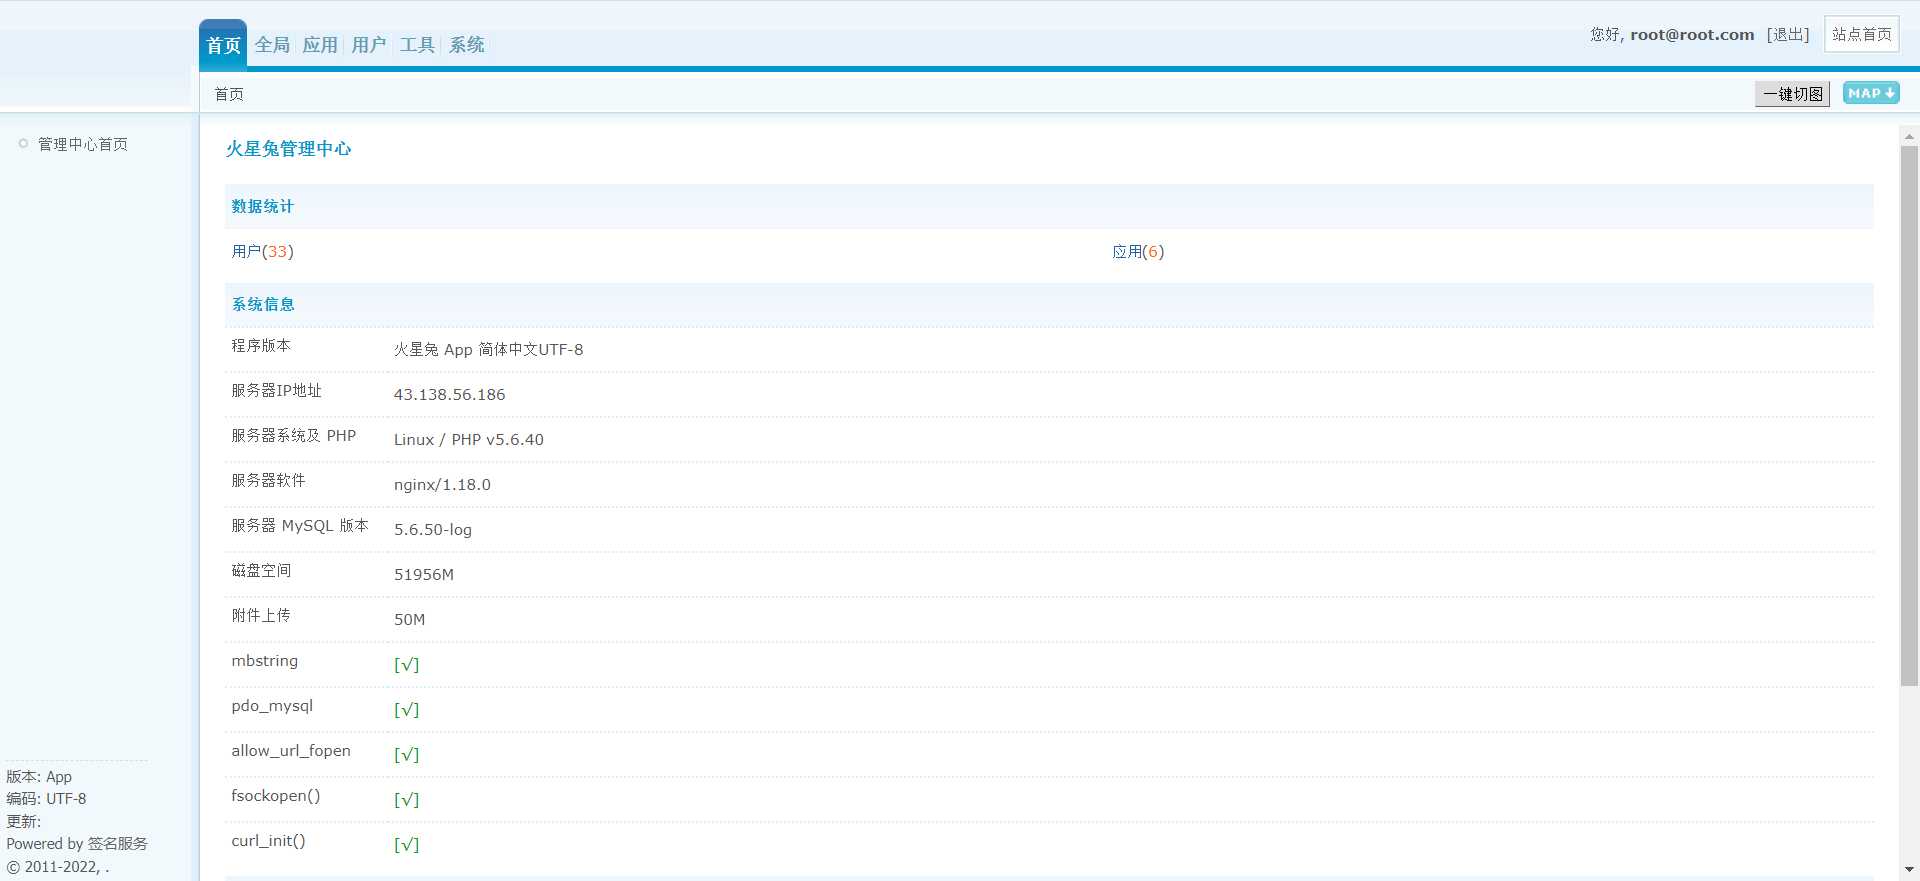 首页 全局 应用 用户 工具 系统
您好, root@root.com [退出] 站点首页
首页
一键切图 MAP
管理中心首页
火星兔管理中心
数据统计
用户(33) 应用(6)
系统信息
程序版本 火星兔 App 简体中文UTF-8
服务器IP地址 43.138.56.186
服务器系统及 PHP Linux / PHP v5.6.40
服务器软件 nginx/1.18.0
服务器 MySQL 版本 5.6.50-log
磁盘空间 51956M
附件上传 50M
mbstring [√]
pdo_mysql [√]
allow_url_fopen [√]
fsockopen() [√]
curl_init() [√]
版本: App
编码: UTF-8
更新:
Powered by 签名服务
© 2011-2022, .